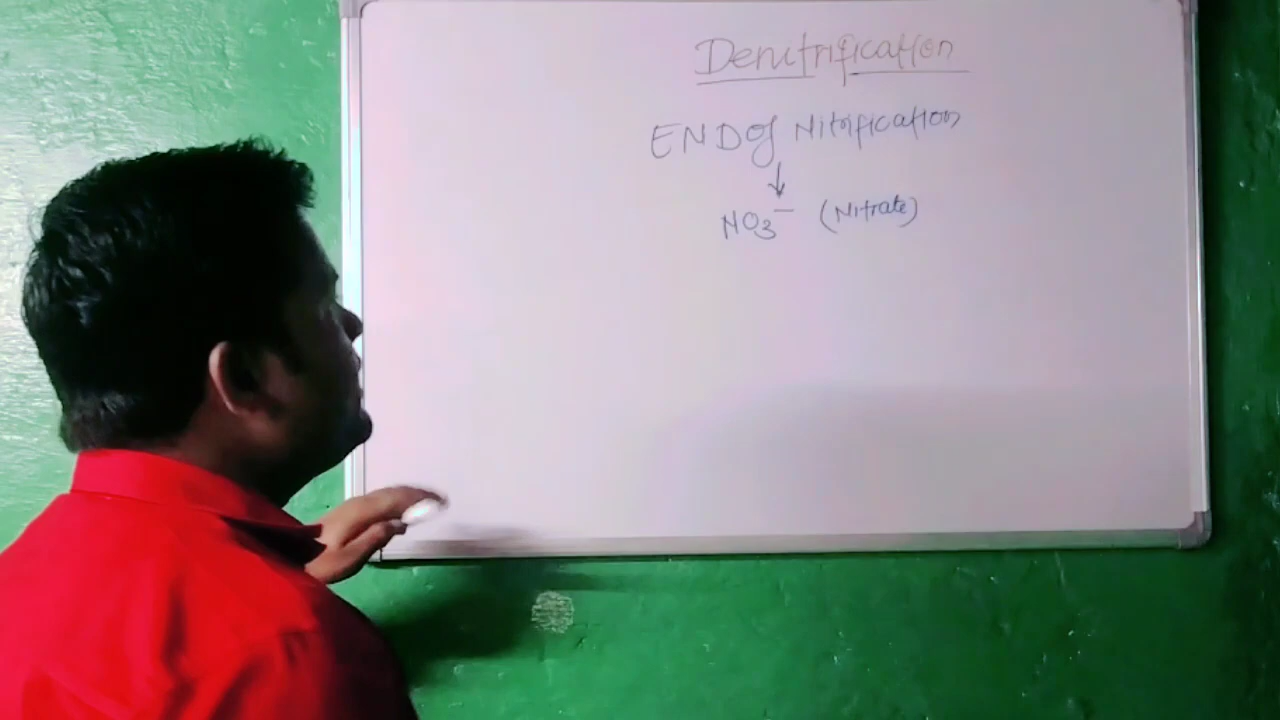 Denitrification
END of Nitrification
↓
NO₃⁻ (Nitrate)